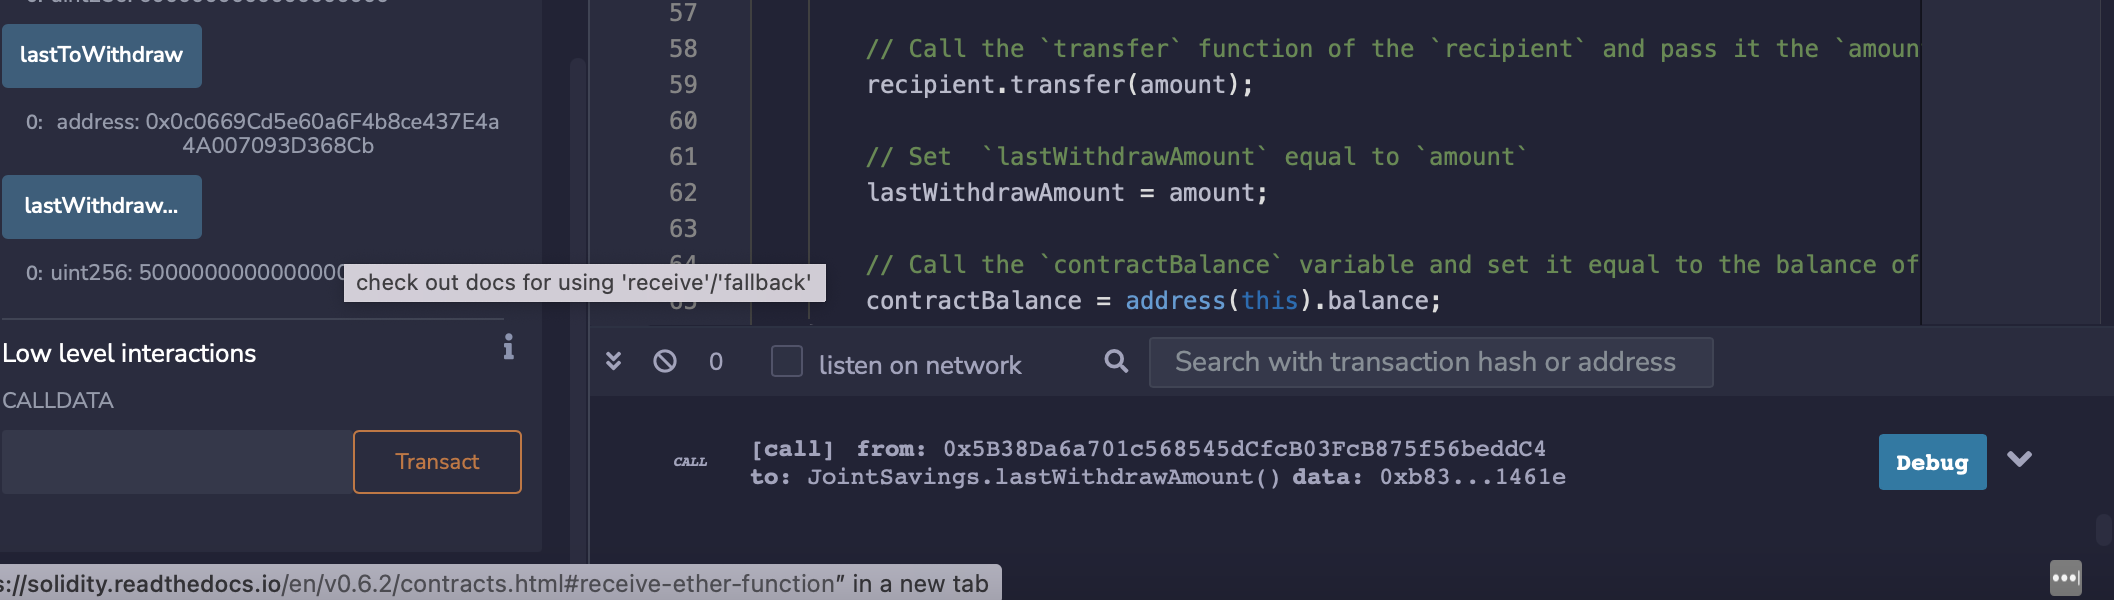 lastToWithdraw
0: address: 0x0c0669Cd5e60a6F4b8ce437E4a
4A007093D368Cb
lastWithdraw...
0: uint256: 5000000000000000
check out docs for using 'receive'/'fallback'
Low level interactions
i
CALLDATA
Transact
57
58 // Call the `transfer` function of the `recipient` and pass it the `amoun
59 recipient.transfer(amount);
60
61 // Set  `lastWithdrawAmount` equal to `amount`
62 lastWithdrawAmount = amount;
63
64 // Call the `contractBalance` variable and set it equal to the balance of
65 contractBalance = address(this).balance;
0 listen on network Search with transaction hash or address
CALL [call] from: 0x5B38Da6a701c568545dCfcB03FcB875f56beddC4
to: JointSavings.lastWithdrawAmount() data: 0xb83...1461e
Debug
s://solidity.readthedocs.io/en/v0.6.2/contracts.html#receive-ether-function” in a new tab